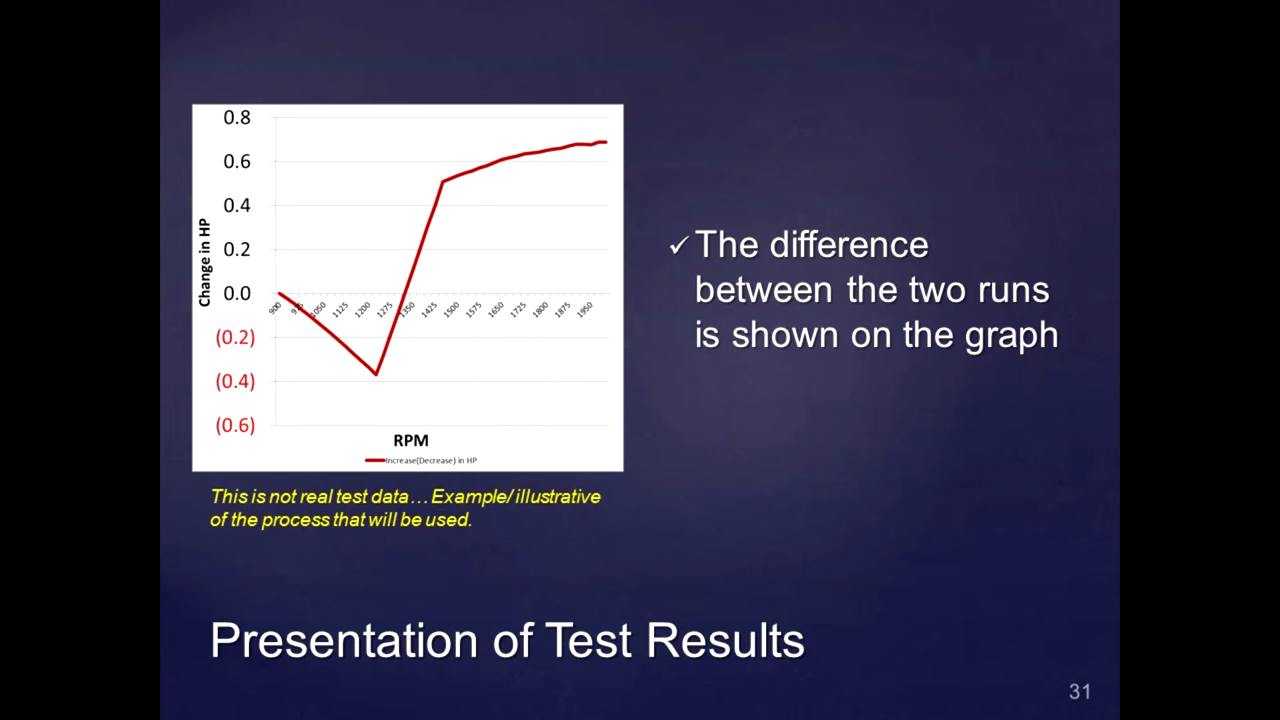 0.8
0.6
0.4
0.2
0.0
(0.2)
(0.4)
(0.6)
Change in HP
900 975 1050 1125 1200 1275 1350 1425 1500 1575 1650 1725 1800 1875 1950
RPM
Increase(Decrease) in HP
✓The difference
between the two runs
is shown on the graph
This is not real test data… Example/ illustrative
of the process that will be used.
Presentation of Test Results
31